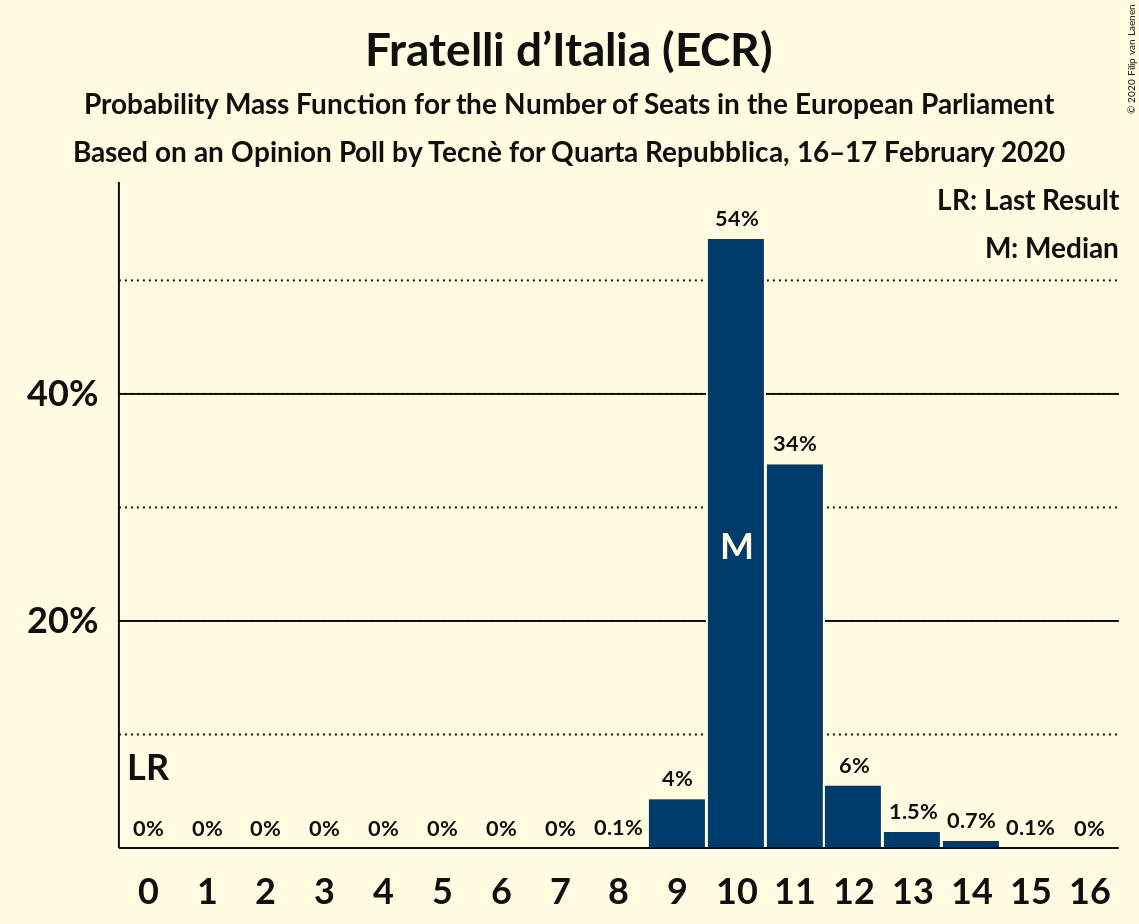 Fratelli d’Italia (ECR)
Probability Mass Function for the Number of Seats in the European Parliament
Based on an Opinion Poll by Tecnè for Quarta Repubblica, 16–17 February 2020
© 2020 Filip van Laenen
LR: Last Result
M: Median
54%
40%
34%
M
20%
LR
0% 0% 0% 0% 0% 0% 0% 0% 0.1% 4% 6% 1.5% 0.7% 0.1% 0%
0 1 2 3 4 5 6 7 8 9 10 11 12 13 14 15 16